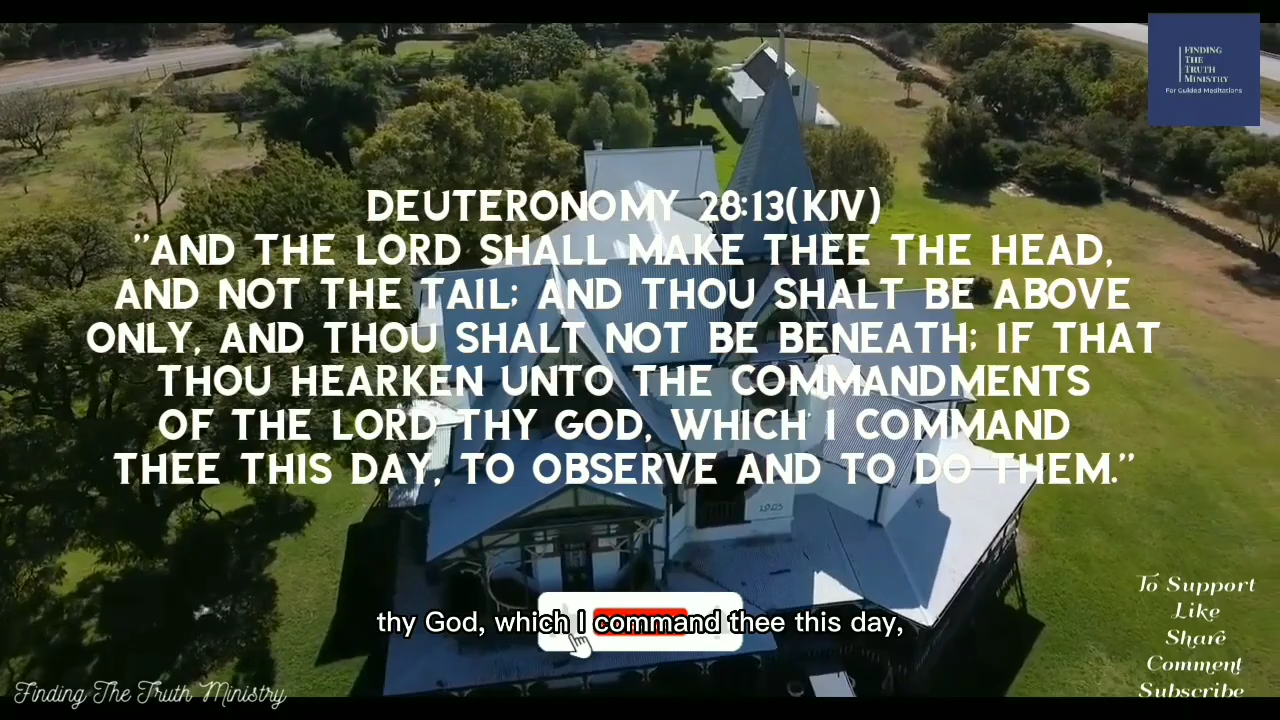 FINDING
THE
TRUTH
MINISTRY
For Guided Meditations
DEUTERONOMY 28:13(KJV)
"AND THE LORD SHALL MAKE THEE THE HEAD,
AND NOT THE TAIL; AND THOU SHALT BE ABOVE
ONLY, AND THOU SHALT NOT BE BENEATH; IF THAT
THOU HEARKEN UNTO THE COMMANDMENTS
OF THE LORD THY GOD, WHICH I COMMAND
THEE THIS DAY, TO OBSERVE AND TO DO THEM."
1903
thy God, which I command thee this day,
To Support
Like
Share
Comment
Subscribe
Finding The Truth Ministry